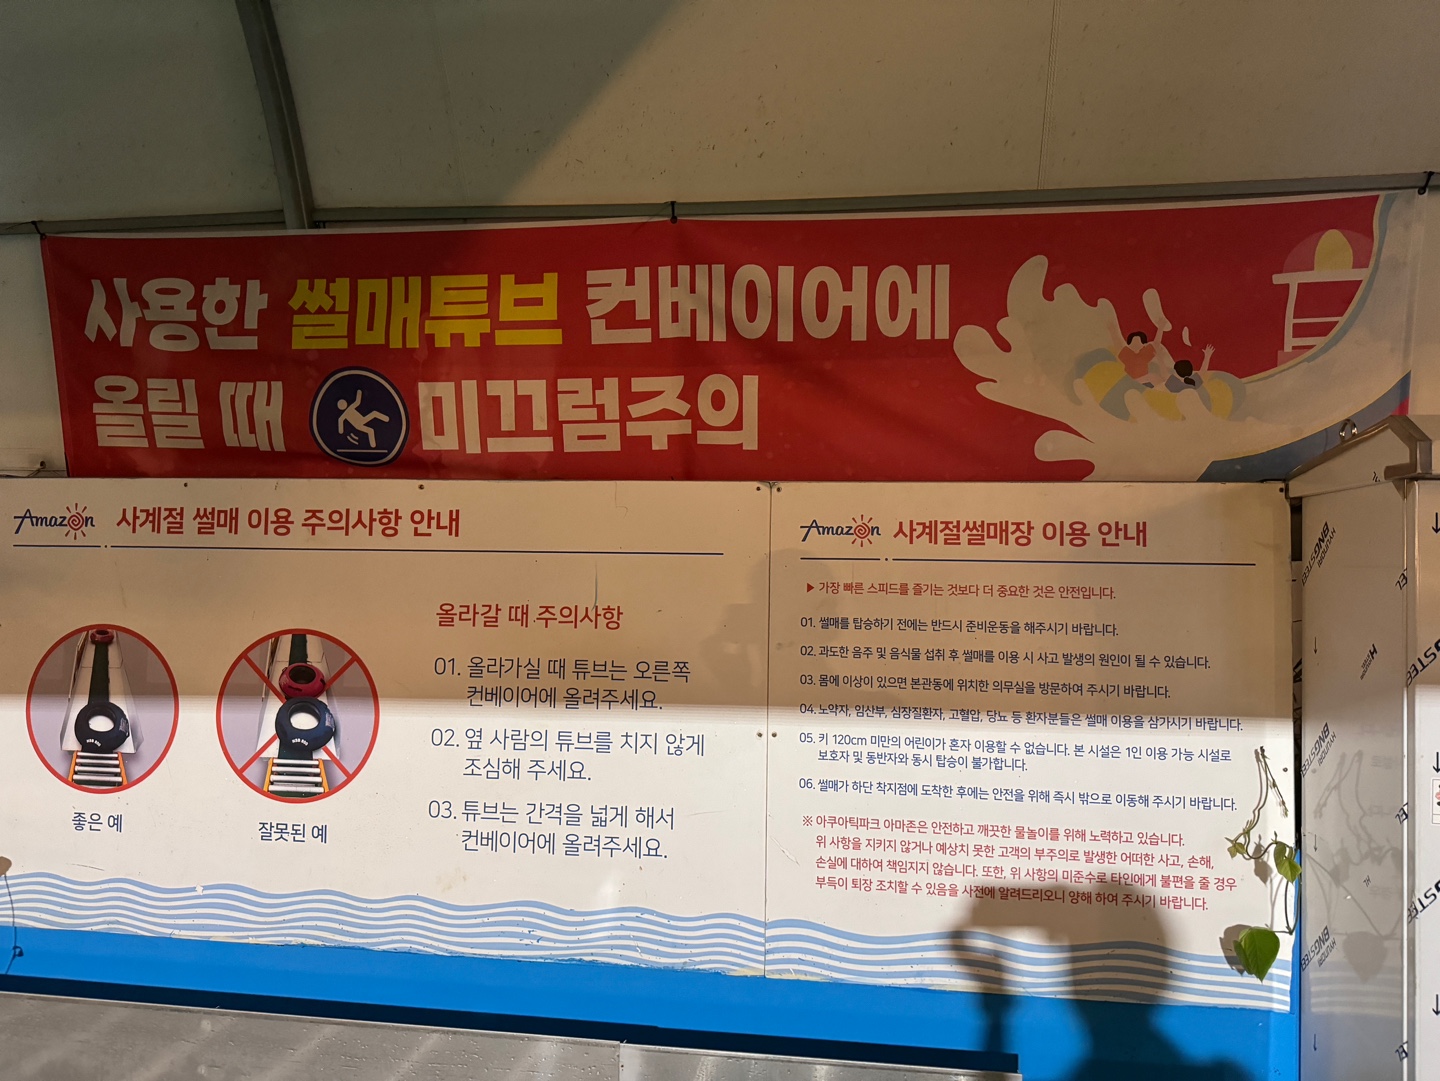 사용한 썰매튜브 컨베이어에
올릴 때 미끄럼주의
Amazon 사계절 썰매 이용 주의사항 안내
좋은 예
잘못된 예
올라갈 때 주의사항
01. 올라가실 때 튜브는 오른쪽
컨베이어에 올려주세요.
02. 옆 사람의 튜브를 치지 않게
조심해 주세요.
03. 튜브는 간격을 넓게 해서
컨베이어에 올려주세요.
Amazon 사계절썰매장 이용 안내
▶ 가장 빠른 스피드를 즐기는 것보다 더 중요한 것은 안전입니다.
01. 썰매를 탑승하기 전에는 반드시 준비운동을 해주시기 바랍니다.
02. 과도한 음주 및 음식물 섭취 후 썰매를 이용 시 사고 발생의 원인이 될 수 있습니다.
03. 몸에 이상이 있으면 본관동에 위치한 의무실을 방문하여 주시기 바랍니다.
04. 노약자, 임산부, 심장질환자, 고혈압, 당뇨 등 환자분들은 썰매 이용을 삼가시기 바랍니다.
05. 키 120cm 미만의 어린이가 혼자 이용할 수 없습니다. 본 시설은 1인 이용 가능 시설로
보호자 및 동반자와 동시 탑승이 불가합니다.
06. 썰매가 하단 착지점에 도착한 후에는 안전을 위해 즉시 밖으로 이동해 주시기 바랍니다.
※ 아쿠아틱파크 아마존은 안전하고 깨끗한 물놀이를 위해 노력하고 있습니다.
위 사항을 지키지 않거나 예상치 못한 고객의 부주의로 발생한 어떠한 사고, 손해,
손실에 대하여 책임지지 않습니다. 또한, 위 사항의 미준수로 타인에게 불편을 줄 경우
부득이 퇴장 조치할 수 있음을 사전에 알려드리오니 양해 하여 주시기 바랍니다.
HYUNDAI
BNGSTEEL
HYUNDAI
BNGSTEEL
HYUNDAI
BNGSTEEL